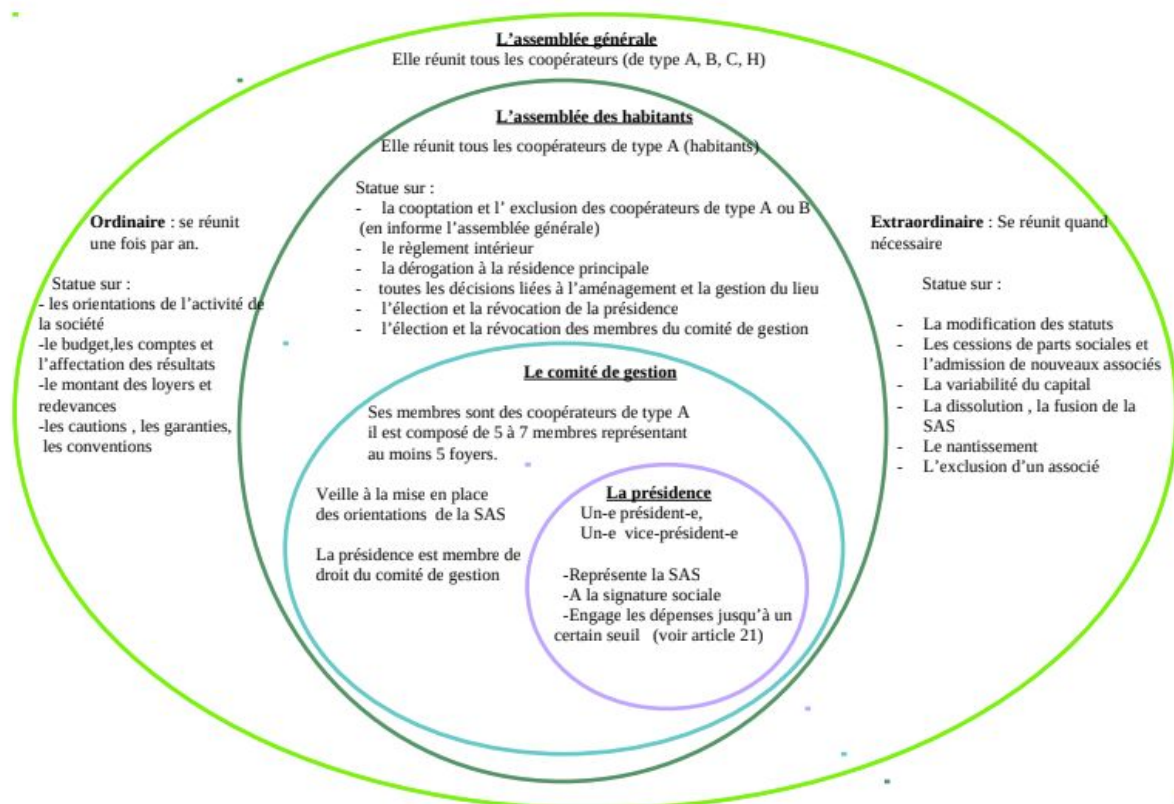 L'assemblée générale
Elle réunit tous les coopérateurs (de type A, B, C, H)
L'assemblée des habitants
Elle réunit tous les coopérateurs de type A (habitants)
Statue sur :
- la cooptation et l' exclusion des coopérateurs de type A ou B
(en informe l'assemblée générale)
- le règlement intérieur
- la dérogation à la résidence principale
- toutes les décisions liées à l'aménagement et la gestion du lieu
- l'élection et la révocation de la présidence
- l'élection et la révocation des membres du comité de gestion
Ordinaire : se réunit
une fois par an.
Statue sur :
- les orientations de l'activité de
la société
-le budget,les comptes et
l'affectation des résultats
-le montant des loyers et
redevances
-les cautions , les garanties,
les conventions
Extraordinaire : Se réunit quand
nécessaire
Statue sur :
- La modification des statuts
- Les cessions de parts sociales et
l'admission de nouveaux associés
- La variabilité du capital
- La dissolution , la fusion de la
SAS
- Le nantissement
- L'exclusion d'un associé
Le comité de gestion
Ses membres sont des coopérateurs de type A
il est composé de 5 à 7 membres représentant
au moins 5 foyers.
Veille à la mise en place
des orientations de la SAS
La présidence est membre de
droit du comité de gestion
La présidence
Un-e président-e,
Un-e vice-président-e
-Représente la SAS
-A la signature sociale
-Engage les dépenses jusqu'à un
certain seuil (voir article 21)